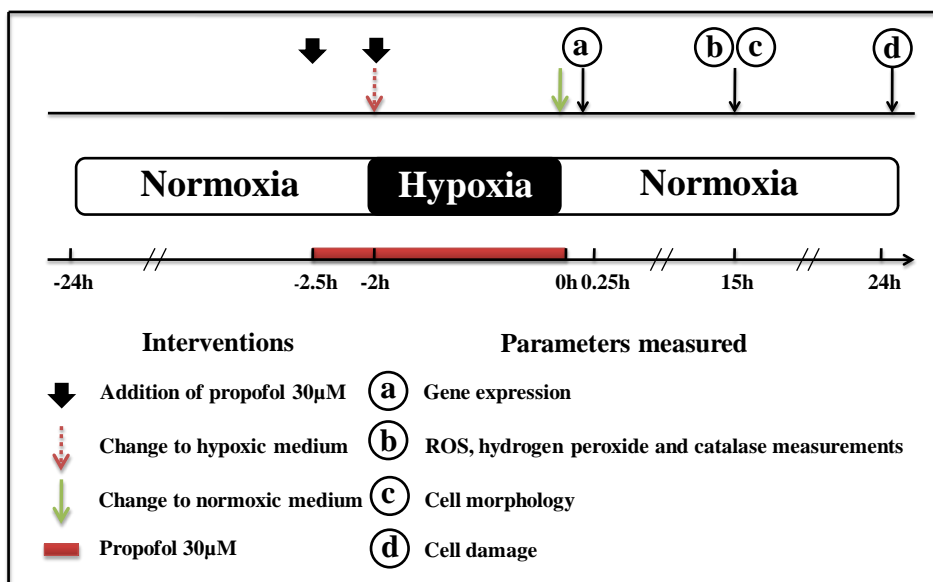 a b c d
Normoxia Hypoxia Normoxia
-24h -2.5h -2h 0h 0.25h 15h 24h
Interventions Parameters measured
Addition of propofol 30µM a Gene expression
Change to hypoxic medium b ROS, hydrogen peroxide and catalase measurements
Change to normoxic medium c Cell morphology
Propofol 30µM d Cell damage